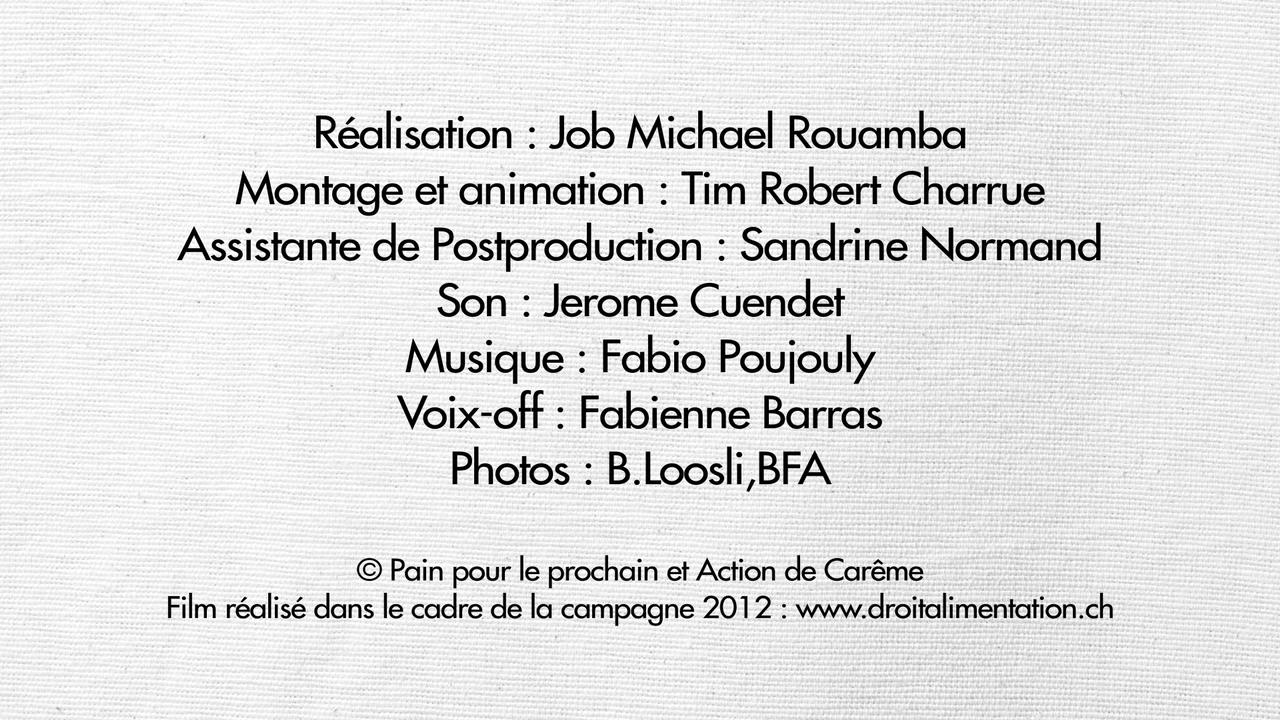 Réalisation : Job Michael Rouamba
Montage et animation : Tim Robert Charrue
Assistante de Postproduction : Sandrine Normand
Son : Jerome Cuendet
Musique : Fabio Poujouly
Voix-off : Fabienne Barras
Photos : B.Loosli,BFA
© Pain pour le prochain et Action de Carême
Film réalisé dans le cadre de la campagne 2012 : www.droitalimentation.ch